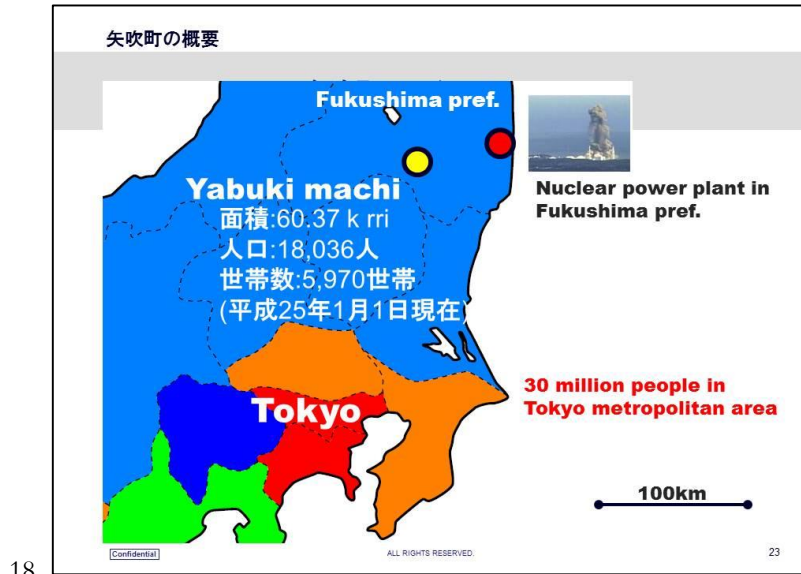 矢吹町の概要
Fukushima pref.
Yabuki machi
面積:60.37 k rri
人口:18,036人
世帯数:5,970世帯
(平成25年1月1日現在)
Nuclear power plant in
Fukushima pref.
30 million people in
Tokyo metropolitan area
Tokyo
100km
Confidential
ALL RIGHTS RESERVED.
23
18